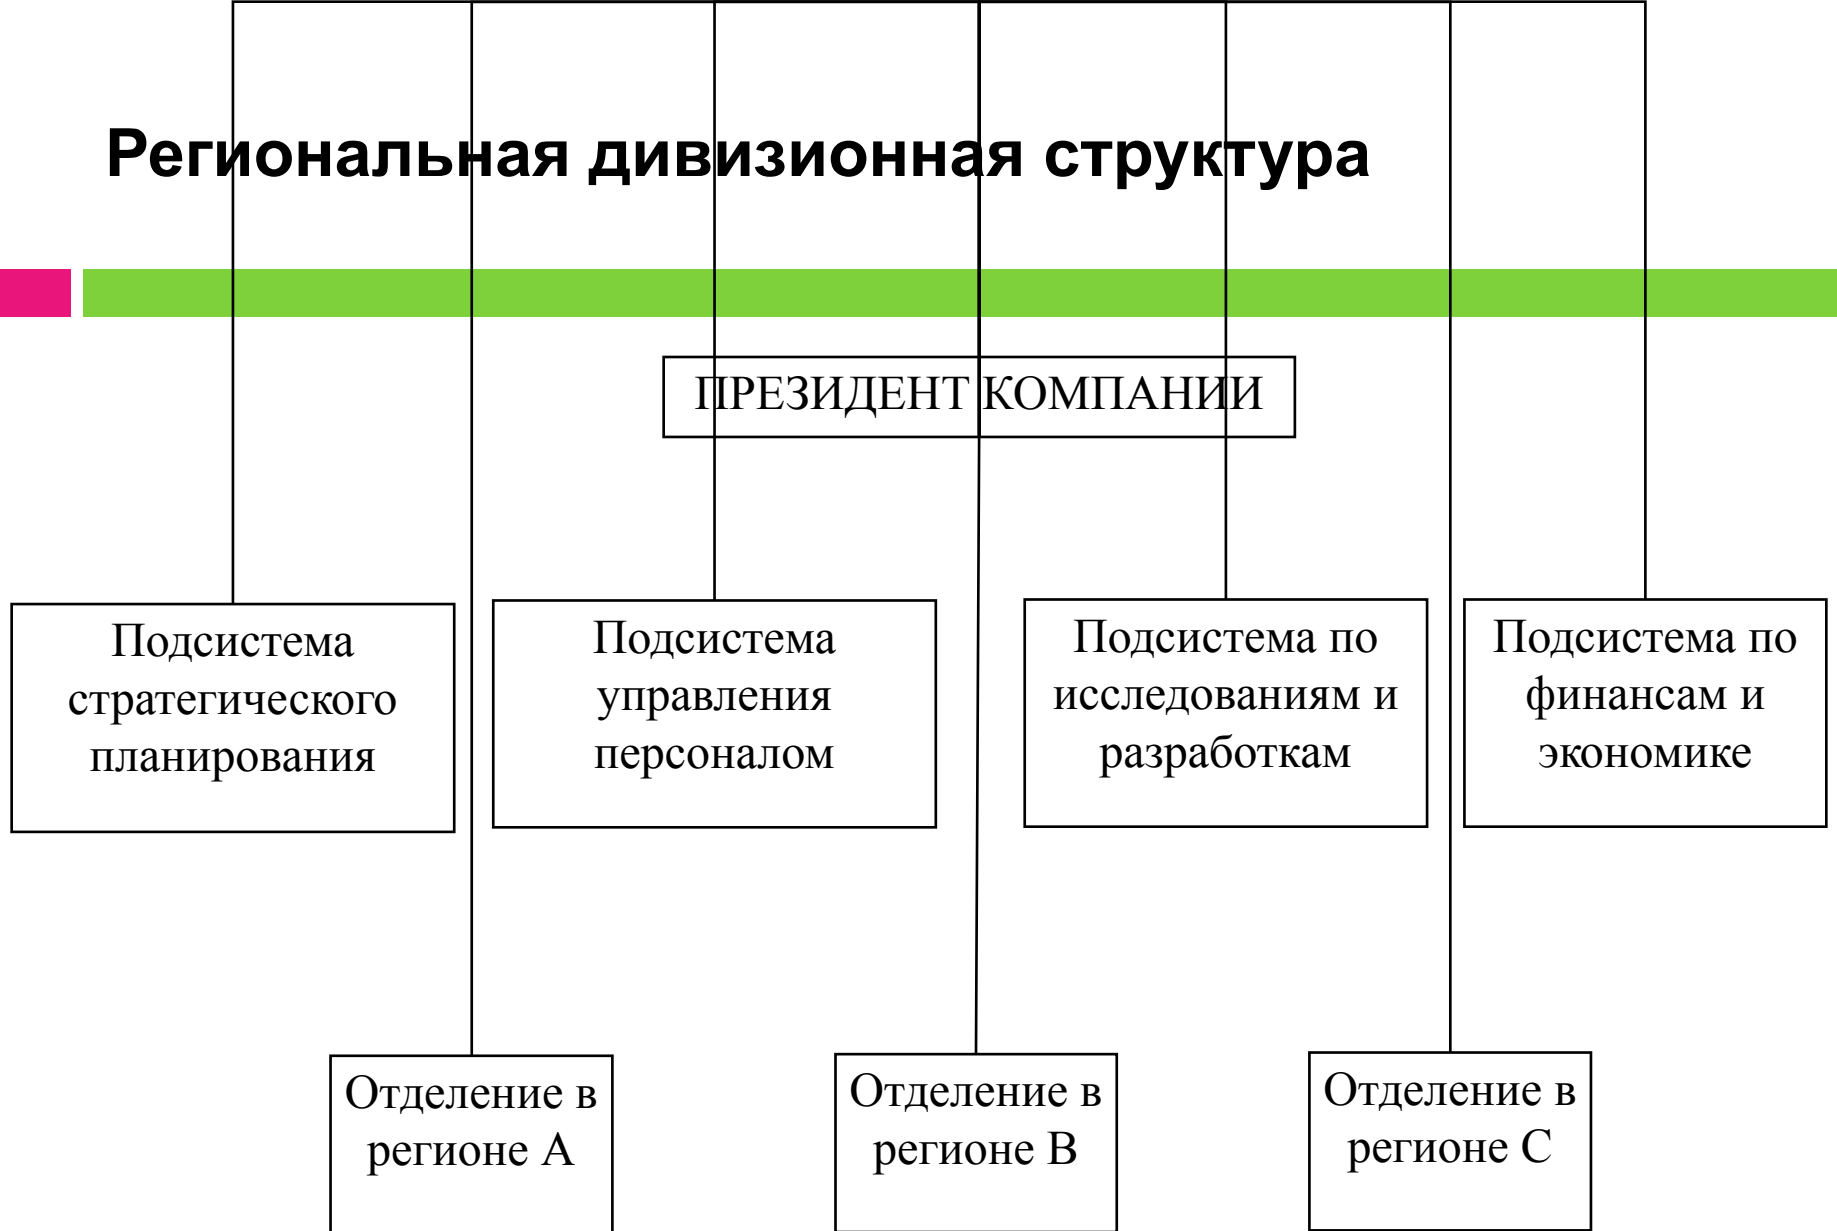 Региональная дивизионная структура
ПРЕЗИДЕНТ КОМПАНИИ
Подсистема
стратегического
планирования
Подсистема
управления
персоналом
Подсистема по
исследованиям и
разработкам
Подсистема по
финансам и
экономике
Отделение в
регионе А
Отделение в
регионе В
Отделение в
регионе С